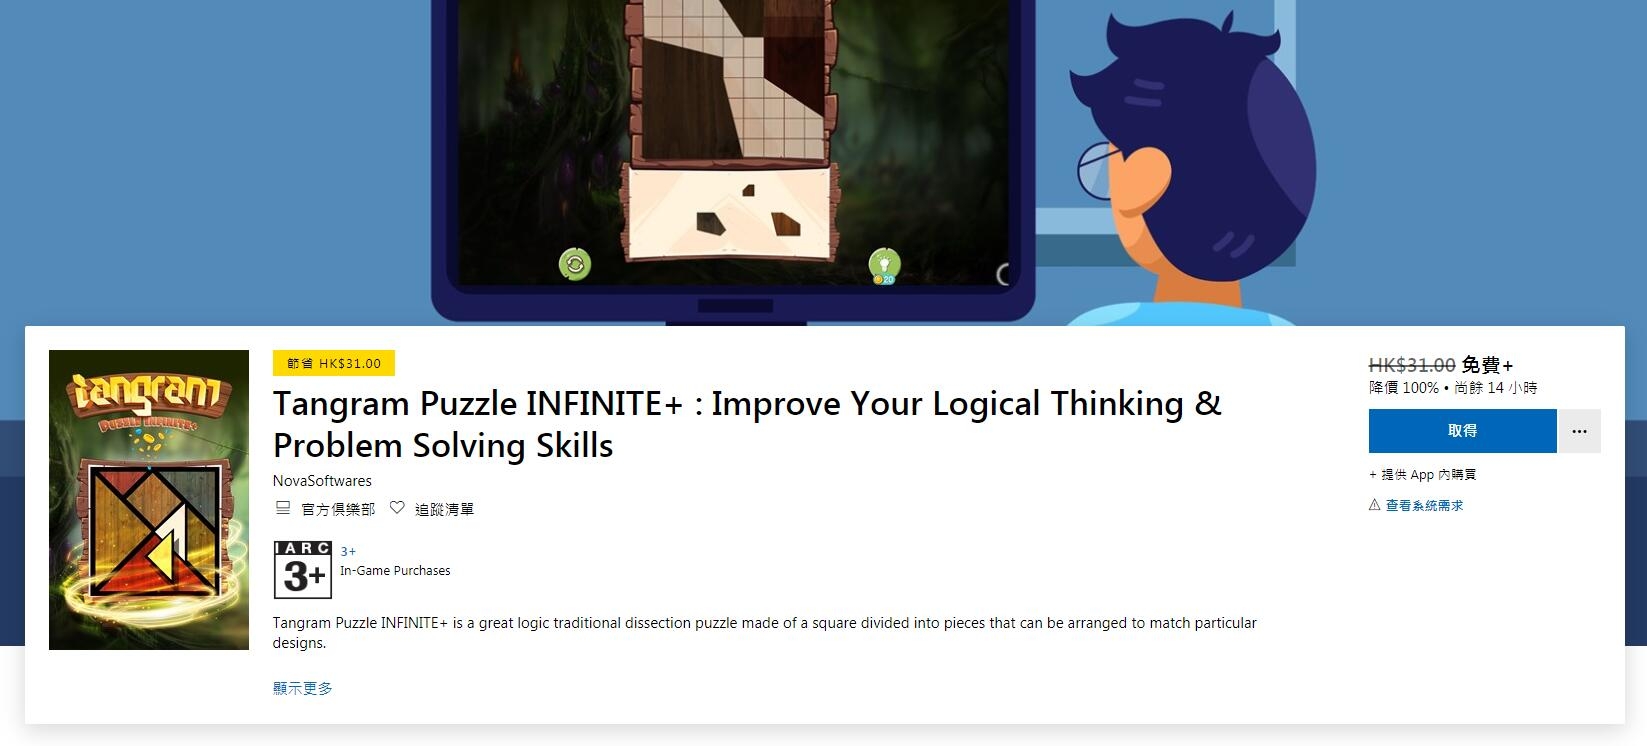 20
tangram
PUZZLE INFINITE+
節省 HK$31.00
Tangram Puzzle INFINITE+ : Improve Your Logical Thinking &
Problem Solving Skills
NovaSoftwares
官方俱樂部 追蹤清單
IARC
3+
3+
In-Game Purchases
Tangram Puzzle INFINITE+ is a great logic traditional dissection puzzle made of a square divided into pieces that can be arranged to match particular
designs.
顯示更多
HK$31.00 免費+
降價 100% • 尚餘 14 小時
取得
+ 提供 App 內購買
查看系統需求